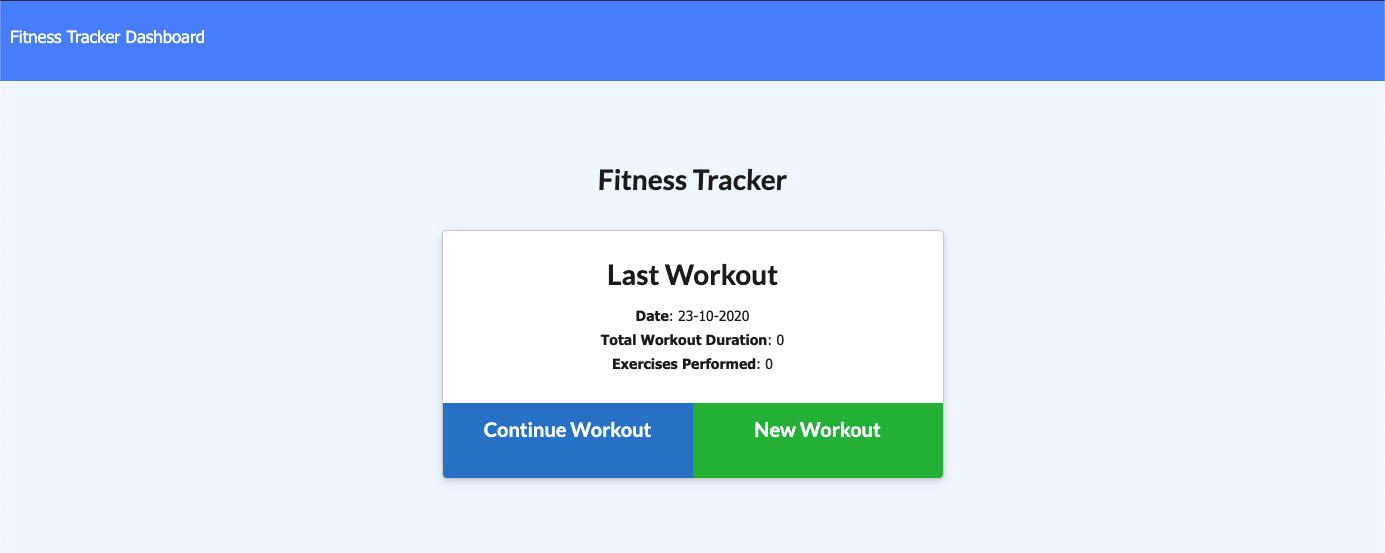 Fitness Tracker Dashboard
Fitness Tracker
Last Workout
Date: 23-10-2020
Total Workout Duration: 0
Exercises Performed: 0
Continue Workout New Workout